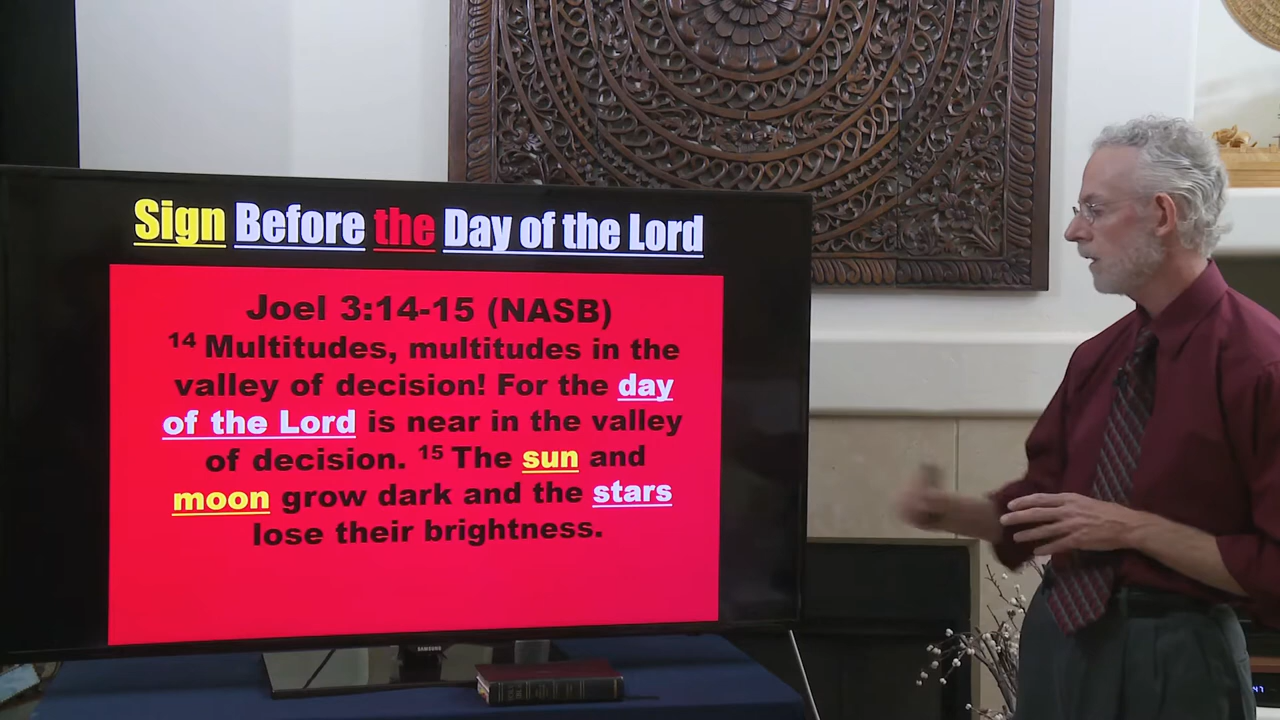 Sign Before the Day of the Lord
Joel 3:14-15 (NASB)
14 Multitudes, multitudes in the
valley of decision! For the day
of the Lord is near in the valley
of decision. 15 The sun and
moon grow dark and the stars
lose their brightness.
SAMSUNG